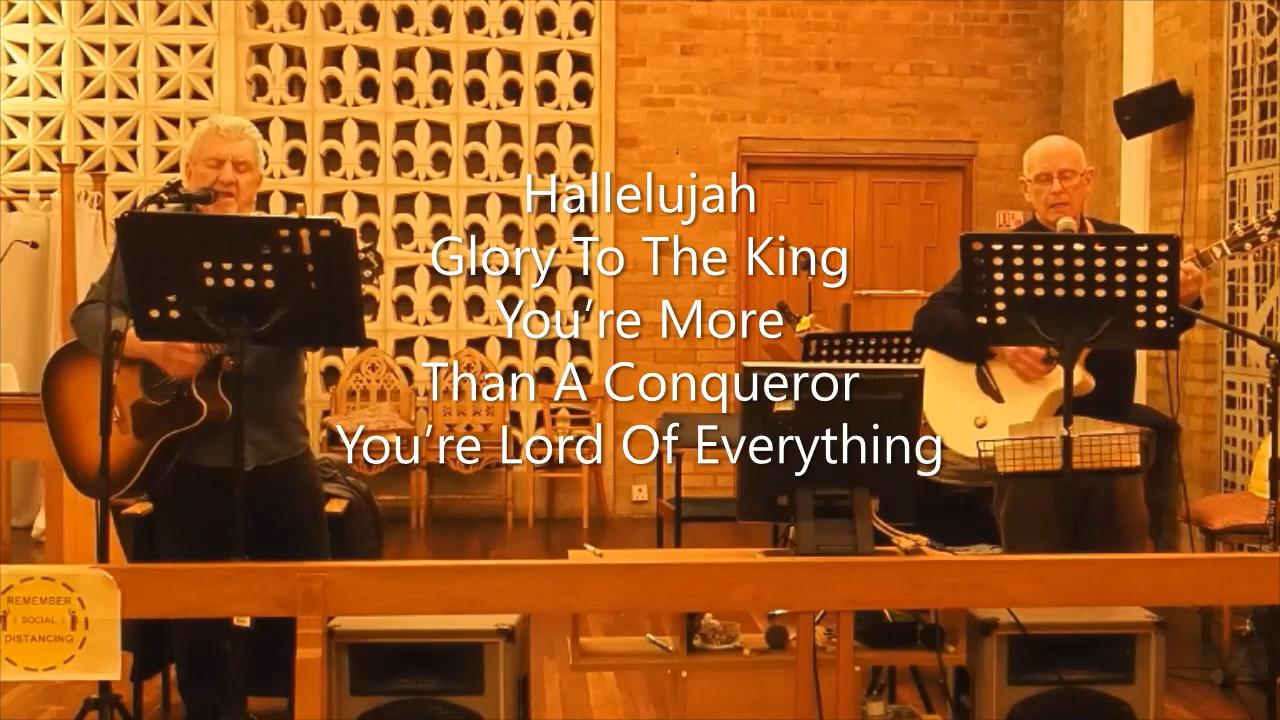 Hallelujah
Glory To The King
You're More
Than A Conqueror
You're Lord Of Everything
REMEMBER
SOCIAL
DISTANCING